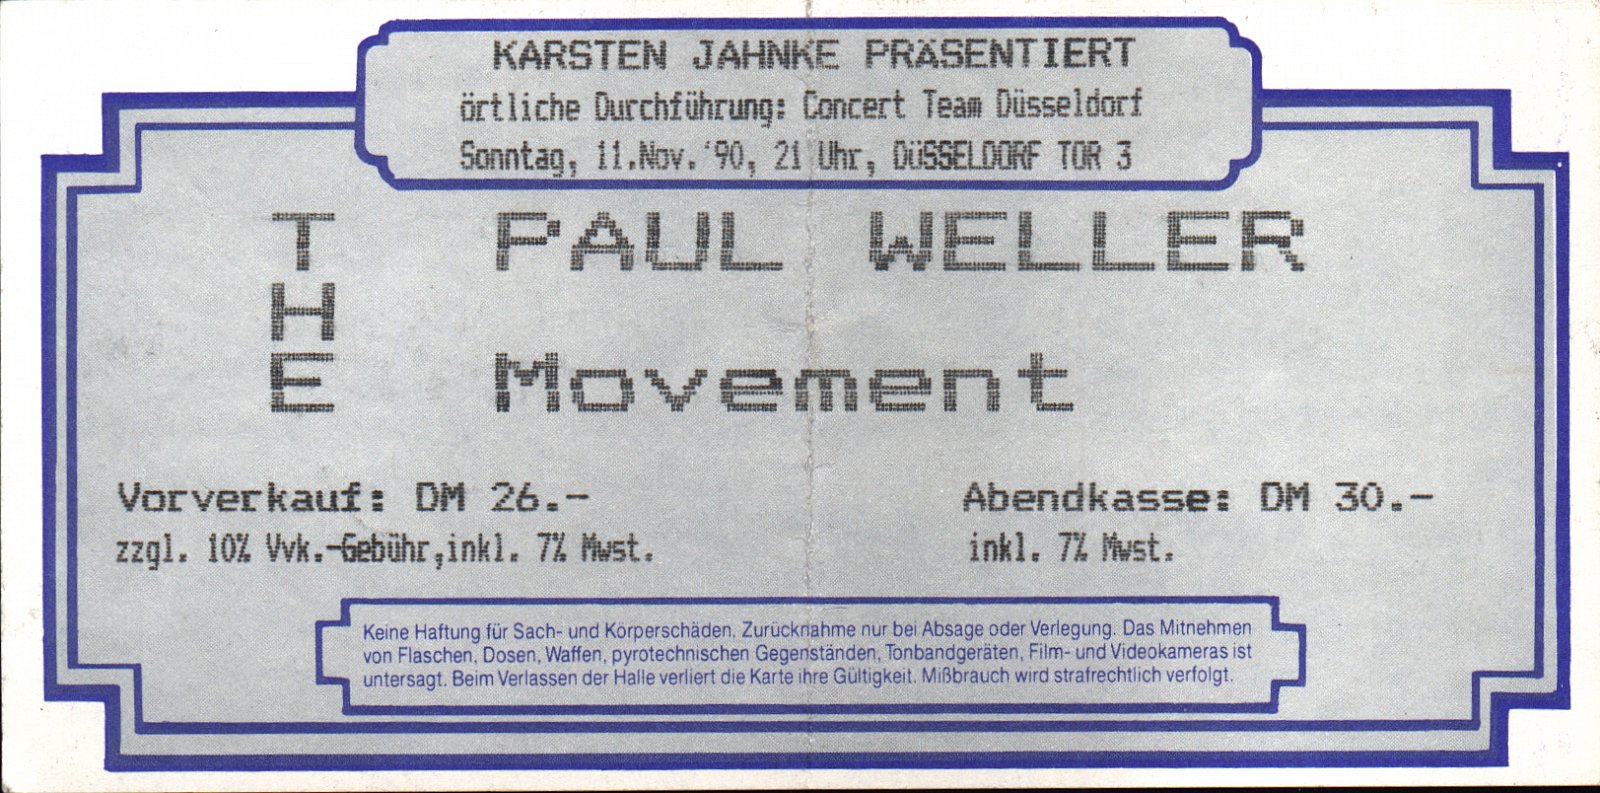 KARSTEN JAHNKE PRÄSENTIERT
örtliche Durchführung: Concert Team Düsseldorf
Sonntag, 11.Nov.'90, 21 Uhr, DÜSSELDORF TOR 3
THE
PAUL WELLER
Movement
Vorverkauf: DM 26.-
zzgl. 10% Vvk.-Gebühr,inkl. 7% Mwst.
Abendkasse: DM 30.-
inkl. 7% Mwst.
Keine Haftung für Sach- und Körperschäden. Zurücknahme nur bei Absage oder Verlegung. Das Mitnehmen
von Flaschen, Dosen, Waffen, pyrotechnischen Gegenständen, Tonbandgeräten, Film- und Videokameras ist
untersagt. Beim Verlassen der Halle verliert die Karte ihre Gültigkeit. Mißbrauch wird strafrechtlich verfolgt.